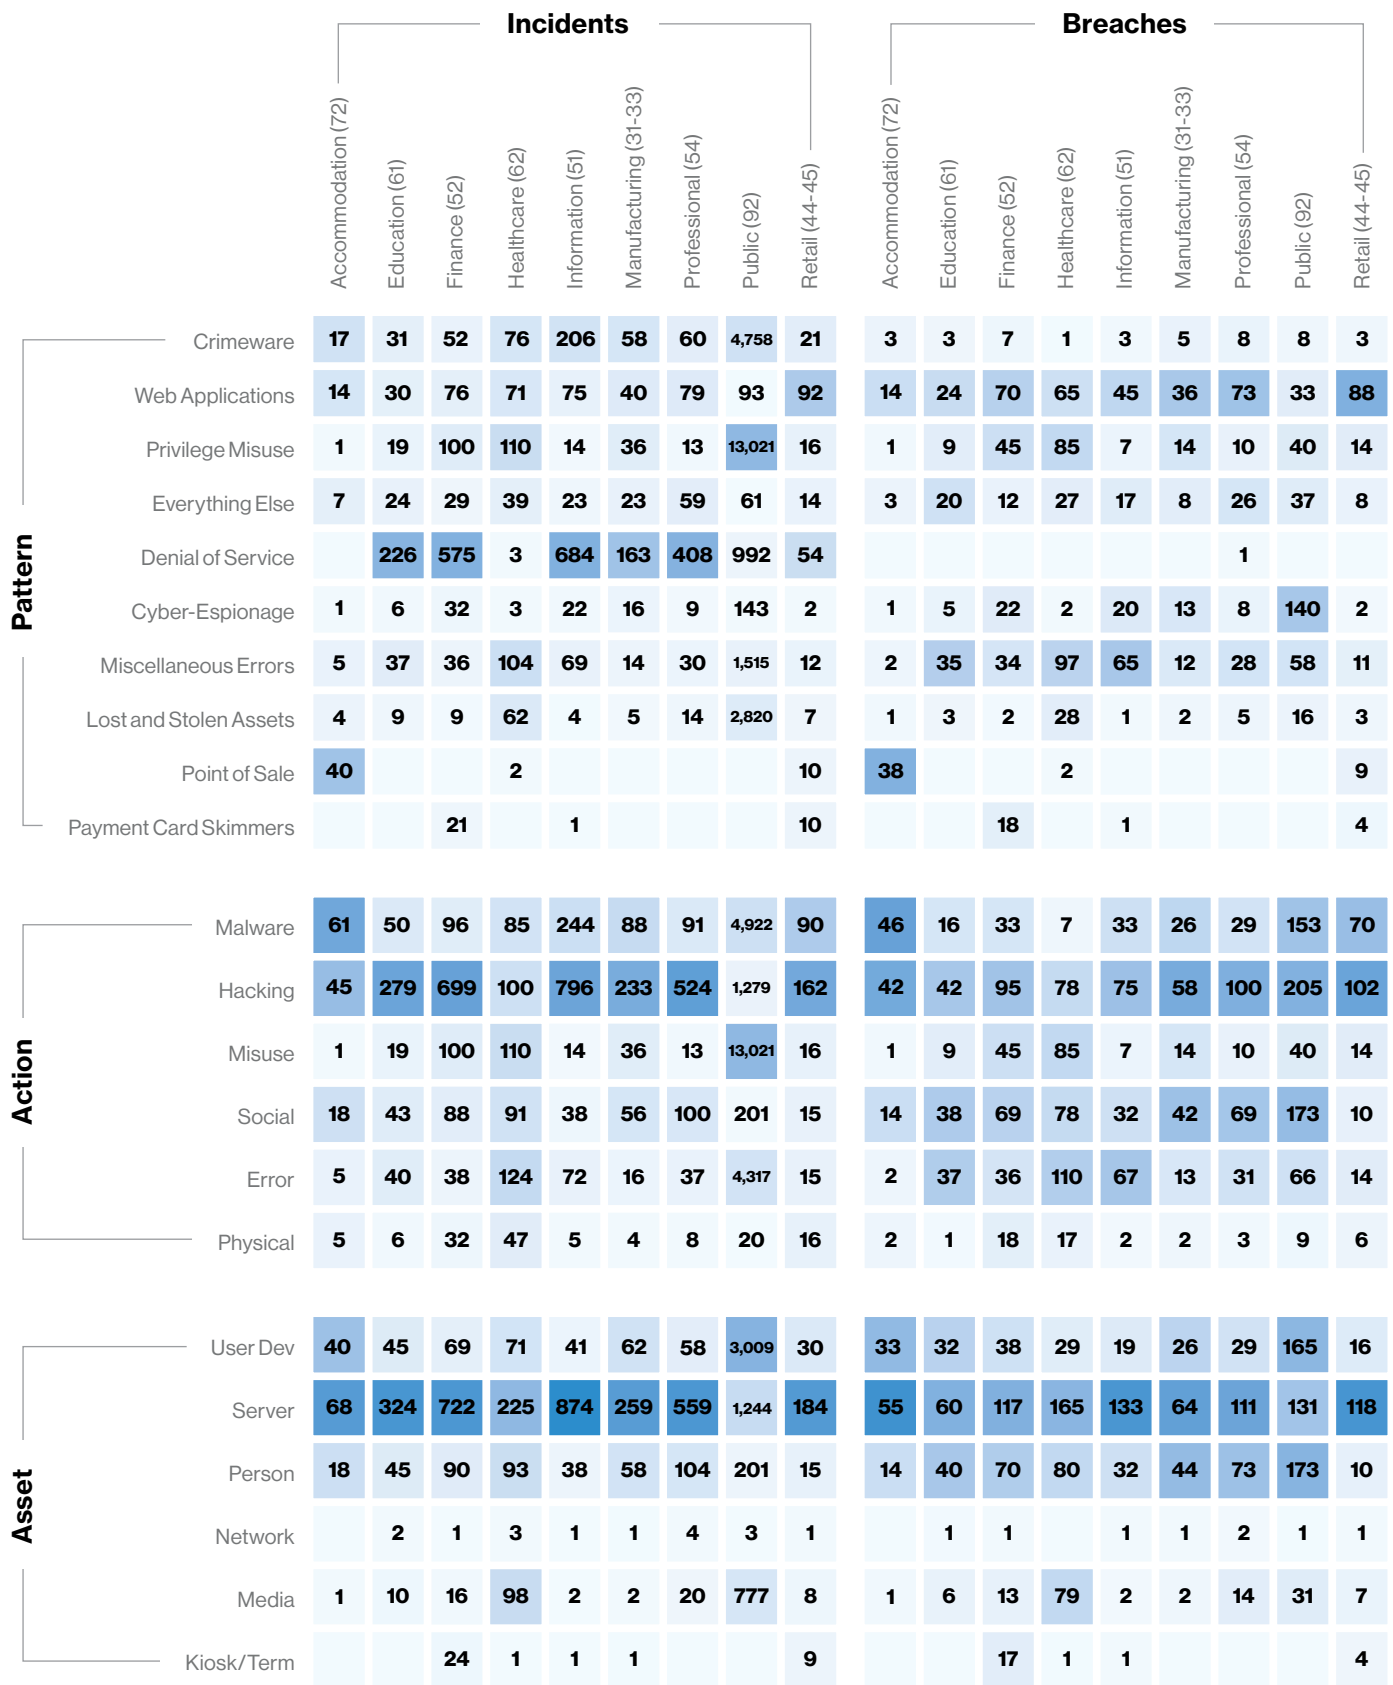 Incidents Breaches
Accommodation (72) Education (61) Finance (52) Healthcare (62) Information (51) Manufacturing (31-33) Professional (54) Public (92) Retail (44-45) Accommodation (72) Education (61) Finance (52) Healthcare (62) Information (51) Manufacturing (31-33) Professional (54) Public (92) Retail (44-45)
Pattern
Crimeware 17 31 52 76 206 58 60 4,758 21 3 3 7 1 3 5 8 8 3
Web Applications 14 30 76 71 75 40 79 93 92 14 24 70 65 45 36 73 33 88
Privilege Misuse 1 19 100 110 14 36 13 13,021 16 1 9 45 85 7 14 10 40 14
Everything Else 7 24 29 39 23 23 59 61 14 3 20 12 27 17 8 26 37 8
Denial of Service 226 575 3 684 163 408 992 54 1
Cyber-Espionage 1 6 32 3 22 16 9 143 2 1 5 22 2 20 13 8 140 2
Miscellaneous Errors 5 37 36 104 69 14 30 1,515 12 2 35 34 97 65 12 28 58 11
Lost and Stolen Assets 4 9 9 62 4 5 14 2,820 7 1 3 2 28 1 2 5 16 3
Point of Sale 40 2 10 38 2 9
Payment Card Skimmers 21 1 10 18 1 4
Action
Malware 61 50 96 85 244 88 91 4,922 90 46 16 33 7 33 26 29 153 70
Hacking 45 279 699 100 796 233 524 1,279 162 42 42 95 78 75 58 100 205 102
Misuse 1 19 100 110 14 36 13 13,021 16 1 9 45 85 7 14 10 40 14
Social 18 43 88 91 38 56 100 201 15 14 38 69 78 32 42 69 173 10
Error 5 40 38 124 72 16 37 4,317 15 2 37 36 110 67 13 31 66 14
Physical 5 6 32 47 5 4 8 20 16 2 1 18 17 2 2 3 9 6
Asset
User Dev 40 45 69 71 41 62 58 3,009 30 33 32 38 29 19 26 29 165 16
Server 68 324 722 225 874 259 559 1,244 184 55 60 117 165 133 64 111 131 118
Person 18 45 90 93 38 58 104 201 15 14 40 70 80 32 44 73 173 10
Network 2 1 3 1 1 4 3 1 1 1 1 1 2 1 1
Media 1 10 16 98 2 2 20 777 8 1 6 13 79 2 2 14 31 7
Kiosk/Term 24 1 1 1 9 17 1 1 4